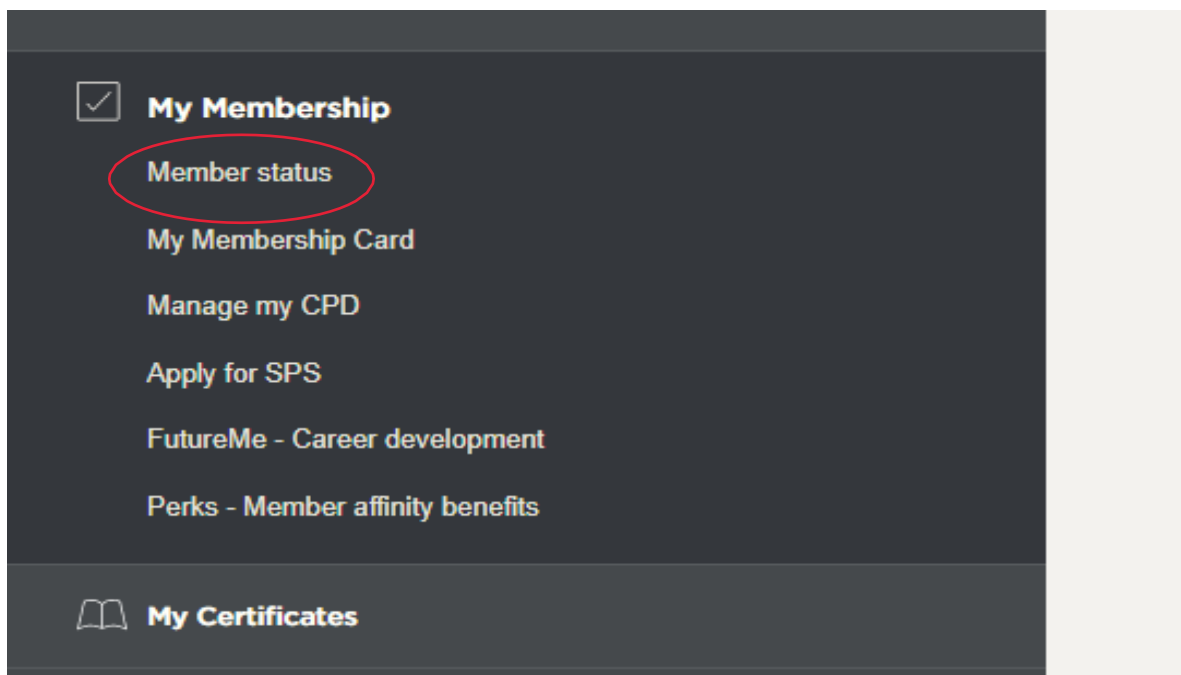 My Membership
Member status
My Membership Card
Manage my CPD
Apply for SPS
FutureMe - Career development
Perks - Member affinity benefits
My Certificates